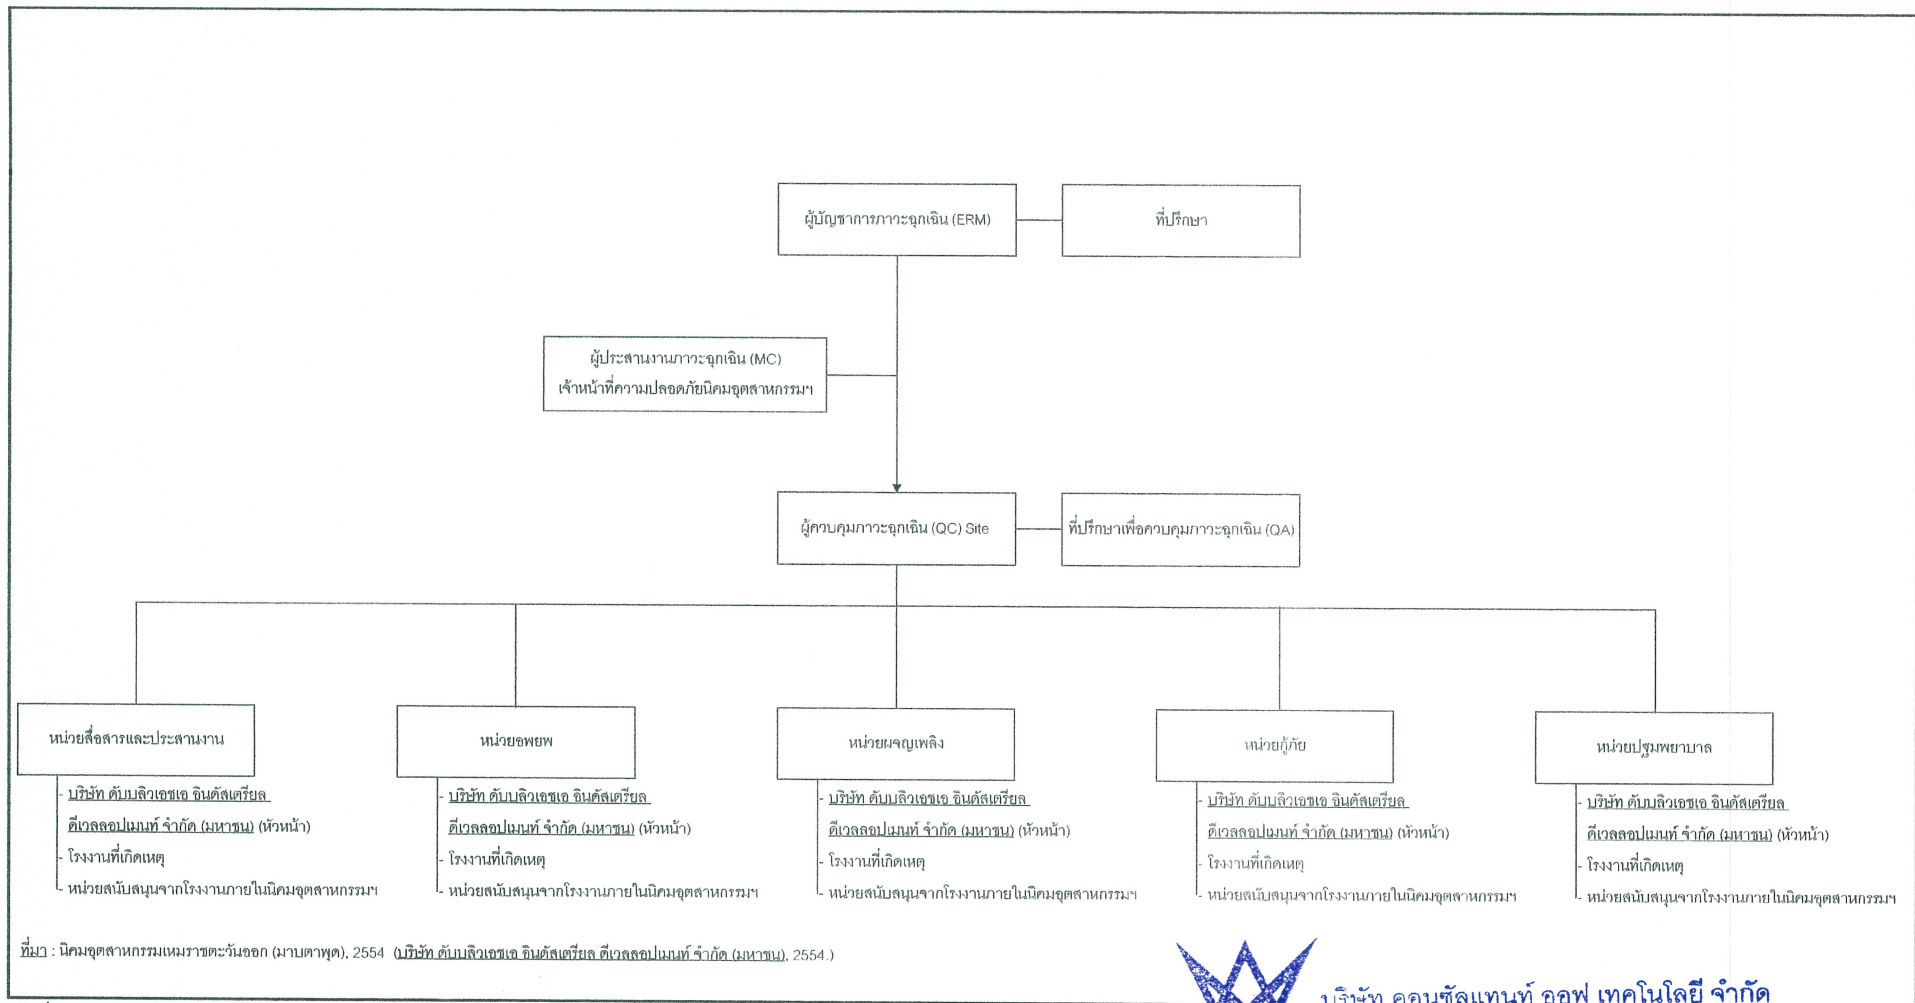 ผู้บัญชาการภาวะฉุกเฉิน (ERM)
ที่ปรึกษา
ผู้ประสานงานภาวะฉุกเฉิน (MC)
เจ้าหน้าที่ความปลอดภัยนิคมอุตสาหกรรมฯ
ผู้ควบคุมภาวะฉุกเฉิน (QC) Site
ที่ปรึกษาเพื่อควบคุมภาวะฉุกเฉิน (QA)
หน่วยสื่อสารและประสานงาน
- บริษัท ดับบลิวเอชเอ อินดัสเตรียล
ดีเวลลอปเมนท์ จำกัด (มหาชน) (หัวหน้า)
- โรงงานที่เกิดเหตุ
- หน่วยสนับสนุนจากโรงงานภายในนิคมอุตสาหกรรมฯ
หน่วยอพยพ
- บริษัท ดับบลิวเอชเอ อินดัสเตรียล
ดีเวลลอปเมนท์ จำกัด (มหาชน) (หัวหน้า)
- โรงงานที่เกิดเหตุ
- หน่วยสนับสนุนจากโรงงานภายในนิคมอุตสาหกรรมฯ
หน่วยผจญเพลิง
- บริษัท ดับบลิวเอชเอ อินดัสเตรียล
ดีเวลลอปเมนท์ จำกัด (มหาชน) (หัวหน้า)
- โรงงานที่เกิดเหตุ
- หน่วยสนับสนุนจากโรงงานภายในนิคมอุตสาหกรรมฯ
หน่วยกู้ภัย
- บริษัท ดับบลิวเอชเอ อินดัสเตรียล
ดีเวลลอปเมนท์ จำกัด (มหาชน) (หัวหน้า)
- โรงงานที่เกิดเหตุ
- หน่วยสนับสนุนจากโรงงานภายในนิคมอุตสาหกรรมฯ
หน่วยปฐมพยาบาล
- บริษัท ดับบลิวเอชเอ อินดัสเตรียล
ดีเวลลอปเมนท์ จำกัด (มหาชน) (หัวหน้า)
- โรงงานที่เกิดเหตุ
- หน่วยสนับสนุนจากโรงงานภายในนิคมอุตสาหกรรมฯ
ที่มา : นิคมอุตสาหกรรมเหมราชตะวันออก (มาบตาพุด), 2554 (บริษัท ดับบลิวเอชเอ อินดัสเตรียล ดีเวลลอปเมนท์ จำกัด (มหาชน), 2554.)
บริษัท คอนซัลแทนท์ ออฟ เทคโนโลยี จำกัด